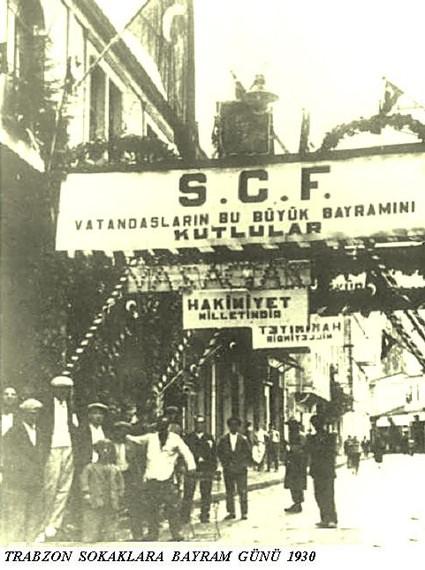 S.C.F.
VATANDAŞLARIN BU BÜYÜK BAYRAMINI
KUTLULAR
HAKİMİYET
MİLLETİNDİR
HAKİMİYET
MİLLETİNDİR
TRABZON SOKAKLARA BAYRAM GÜNÜ 1930